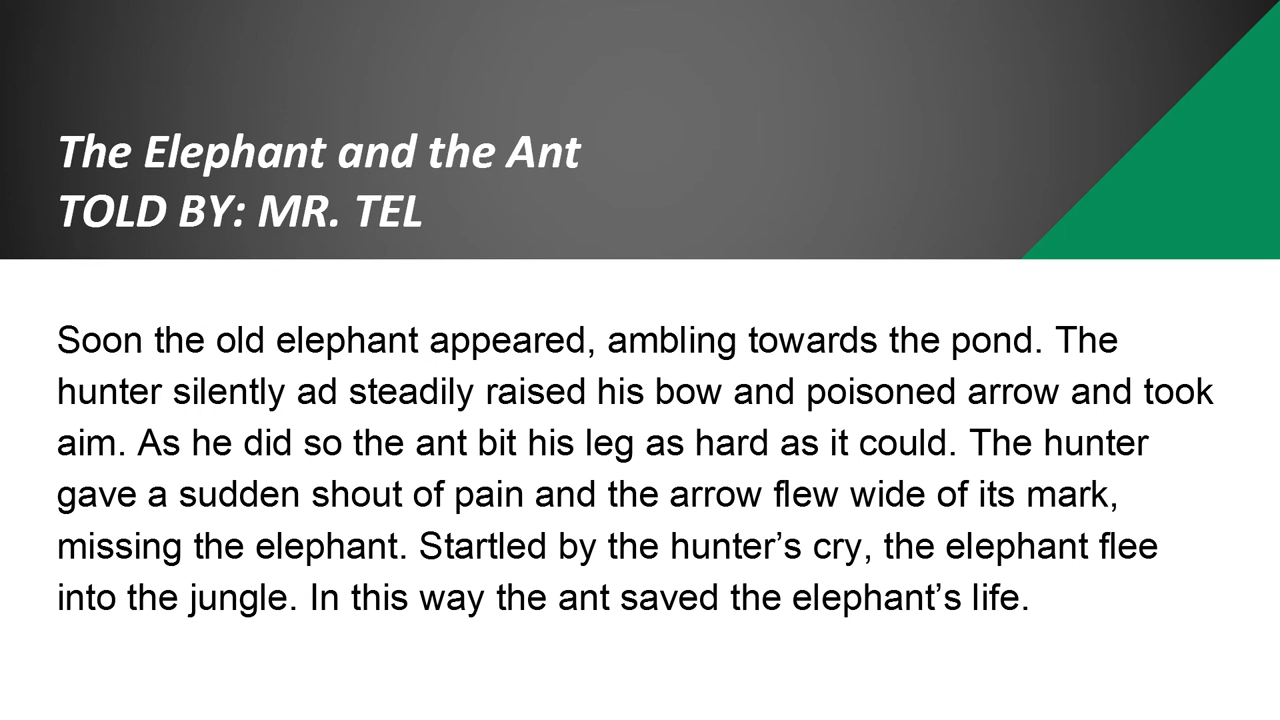 The Elephant and the Ant
TOLD BY: MR. TEL
Soon the old elephant appeared, ambling towards the pond. The
hunter silently ad steadily raised his bow and poisoned arrow and took
aim. As he did so the ant bit his leg as hard as it could. The hunter
gave a sudden shout of pain and the arrow flew wide of its mark,
missing the elephant. Startled by the hunter’s cry, the elephant flee
into the jungle. In this way the ant saved the elephant’s life.